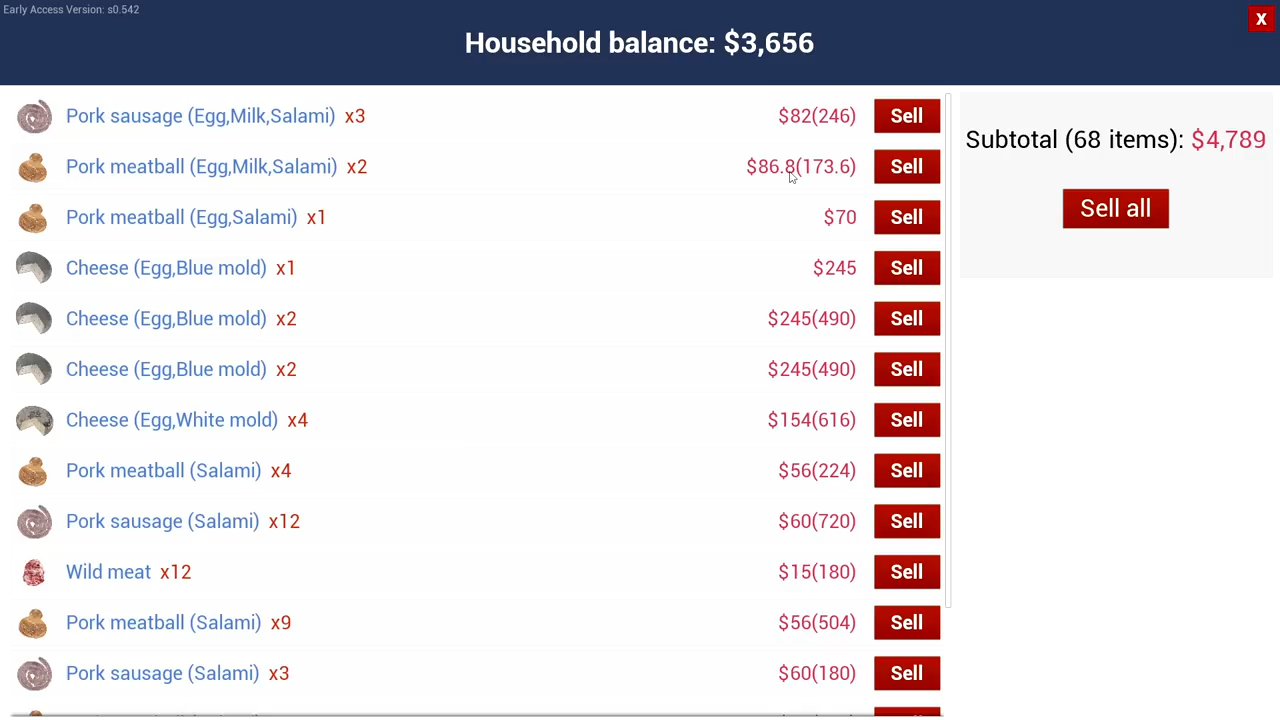 Early Access Version: s0.542
X
Household balance: $3,656
Pork sausage (Egg,Milk,Salami) x3 $82(246) Sell
Pork meatball (Egg,Milk,Salami) x2 $86.8(173.6) Sell
Pork meatball (Egg,Salami) x1 $70 Sell
Cheese (Egg,Blue mold) x1 $245 Sell
Cheese (Egg,Blue mold) x2 $245(490) Sell
Cheese (Egg,Blue mold) x2 $245(490) Sell
Cheese (Egg,White mold) x4 $154(616) Sell
Pork meatball (Salami) x4 $56(224) Sell
Pork sausage (Salami) x12 $60(720) Sell
Wild meat x12 $15(180) Sell
Pork meatball (Salami) x9 $56(504) Sell
Pork sausage (Salami) x3 $60(180) Sell
Subtotal (68 items): $4,789
Sell all